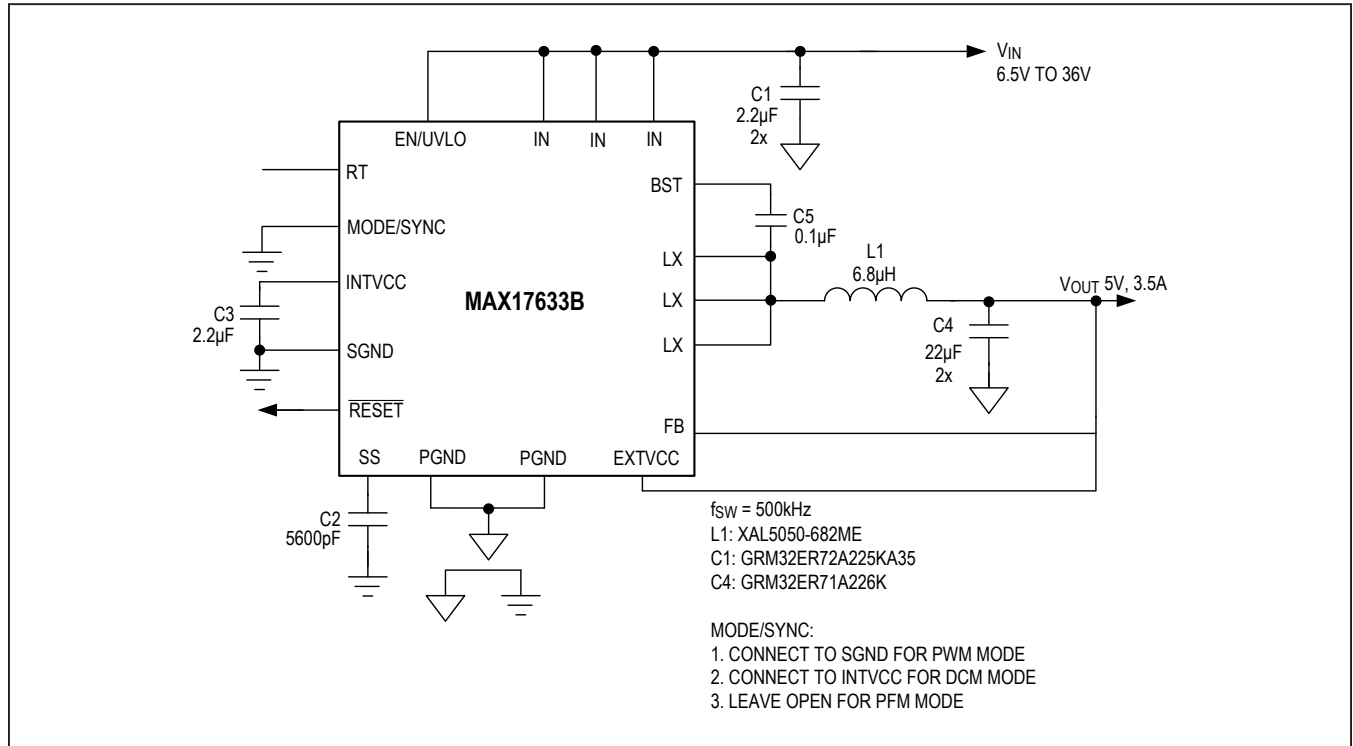 VIN
6.5V TO 36V
C1
2.2µF
2x
EN/UVLO
IN
IN
IN
RT
BST
MODE/SYNC
C5
0.1µF
LX
L1
6.8µH
INTVCC
MAX17633B
LX
VOUT 5V, 3.5A
C3
2.2µF
SGND
LX
C4
22µF
2x
RESET
FB
SS
PGND
PGND
EXTVCC
C2
5600pF
fSW = 500kHz
L1: XAL5050-682ME
C1: GRM32ER72A225KA35
C4: GRM32ER71A226K
MODE/SYNC:
1. CONNECT TO SGND FOR PWM MODE
2. CONNECT TO INTVCC FOR DCM MODE
3. LEAVE OPEN FOR PFM MODE